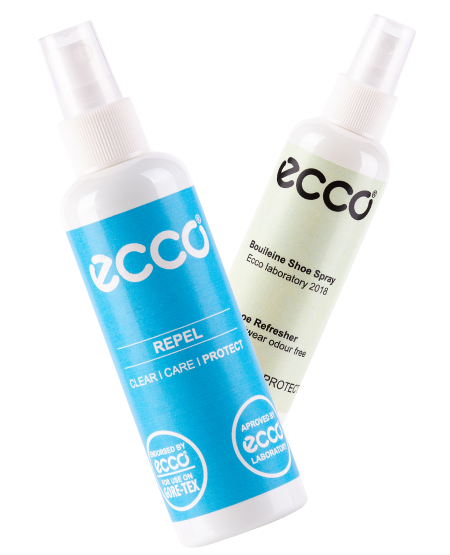 ecco®
REPEL
CLEAR | CARE | PROTECT
ENDORSED BY
ecco®
FOR USE ON
GORE-TEX
APROVED BY
ecco
LABORATORY
ecco®
Bouileine Shoe Spray
Ecco laboratory 2018
Refresher
wear odour free
PROTECT